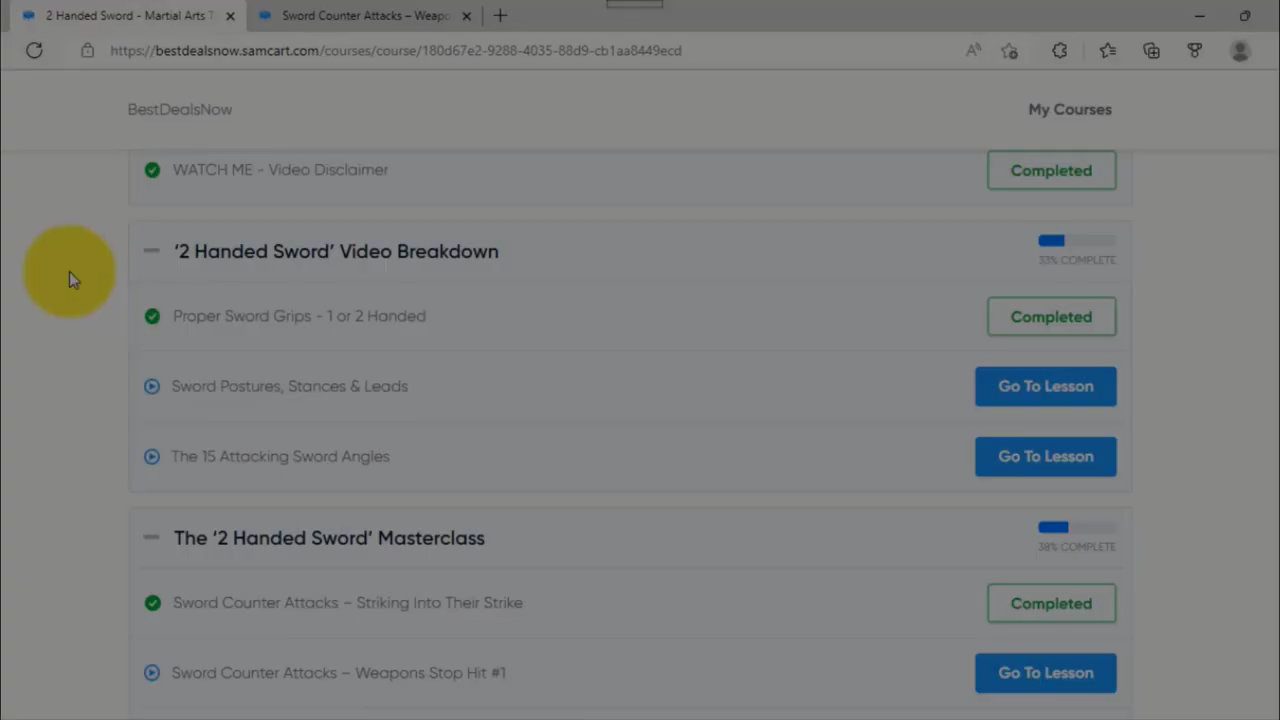 2 Handed Sword - Martial Arts T
Sword Counter Attacks – Weapo
https://bestdealsnow.samcart.com/courses/course/180d67e2-9288-4035-88d9-cb1aa8449ecd
BestDealsNow
My Courses
WATCH ME - Video Disclaimer
Completed
‘2 Handed Sword’ Video Breakdown
33% COMPLETE
Proper Sword Grips - 1 or 2 Handed
Completed
Sword Postures, Stances & Leads
Go To Lesson
The 15 Attacking Sword Angles
Go To Lesson
The ‘2 Handed Sword’ Masterclass
38% COMPLETE
Sword Counter Attacks – Striking Into Their Strike
Completed
Sword Counter Attacks – Weapons Stop Hit #1
Go To Lesson